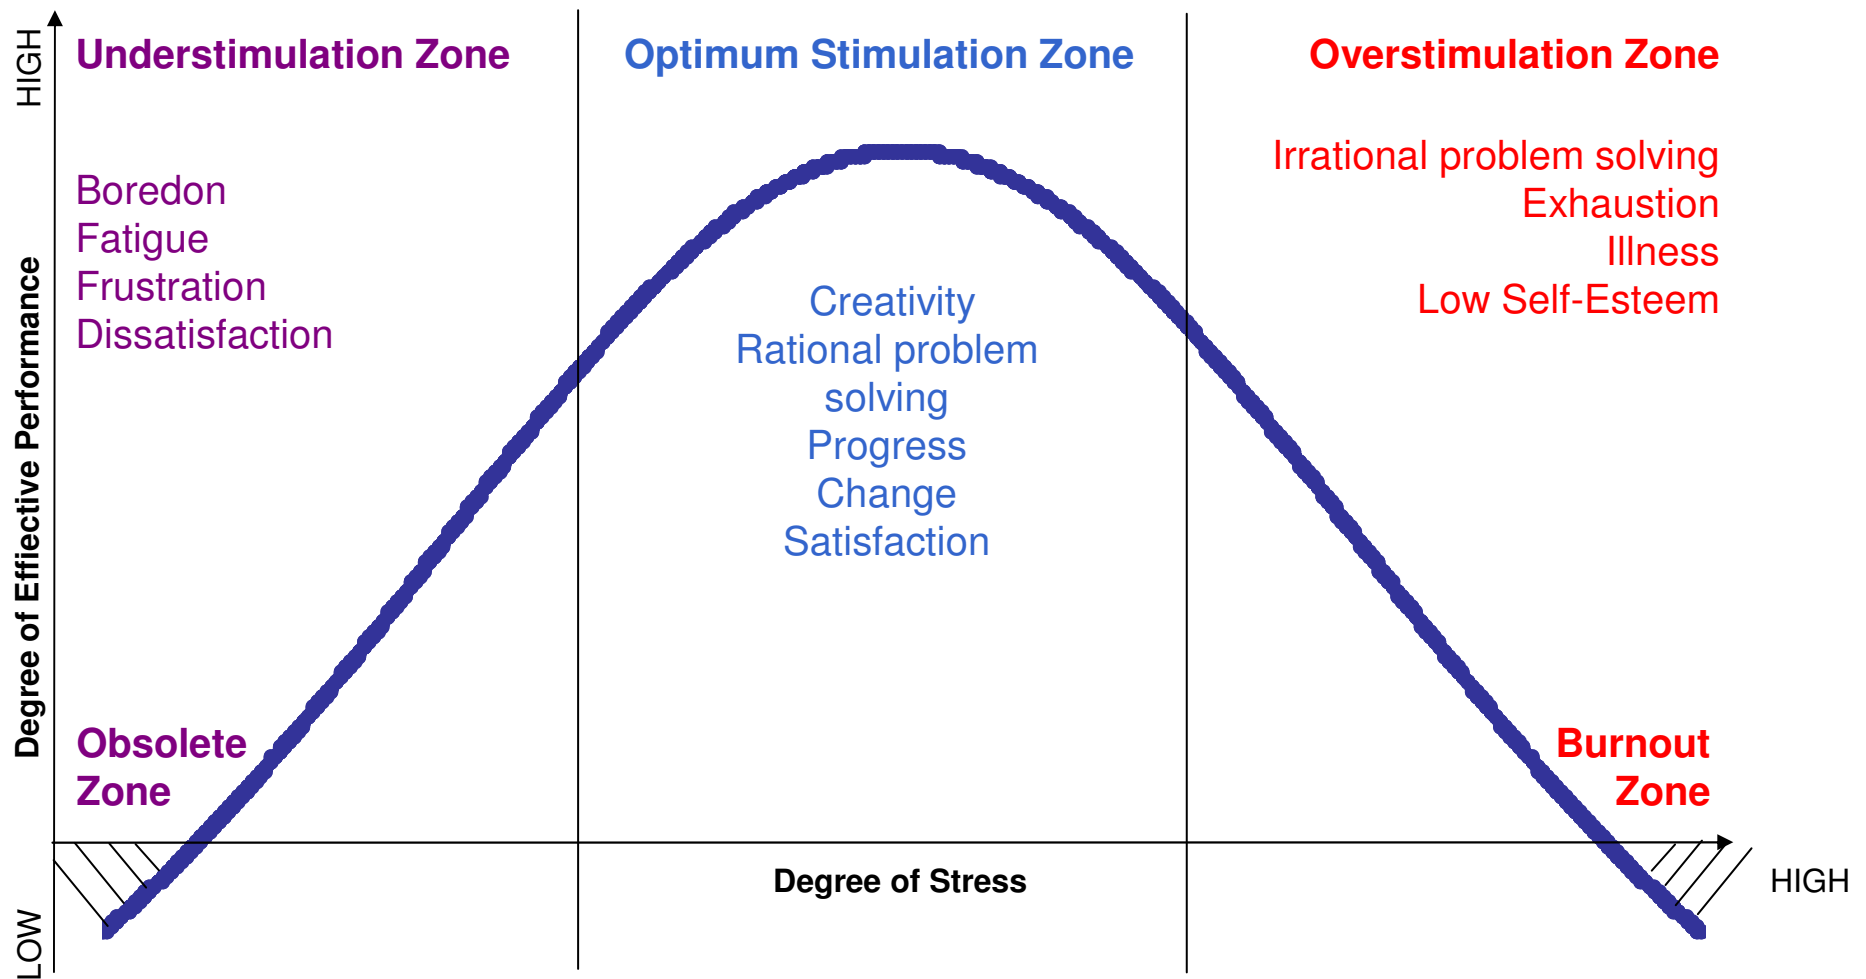 HIGH
Understimulation Zone
Optimum Stimulation Zone
Overstimulation Zone
Boredon
Fatigue
Frustration
Dissatisfaction
Creativity
Rational problem
solving
Progress
Change
Satisfaction
Irrational problem solving
Exhaustion
Illness
Low Self-Esteem
Degree of Effiective Performance
Obsolete
Zone
Burnout
Zone
Degree of Stress
HIGH
LOW